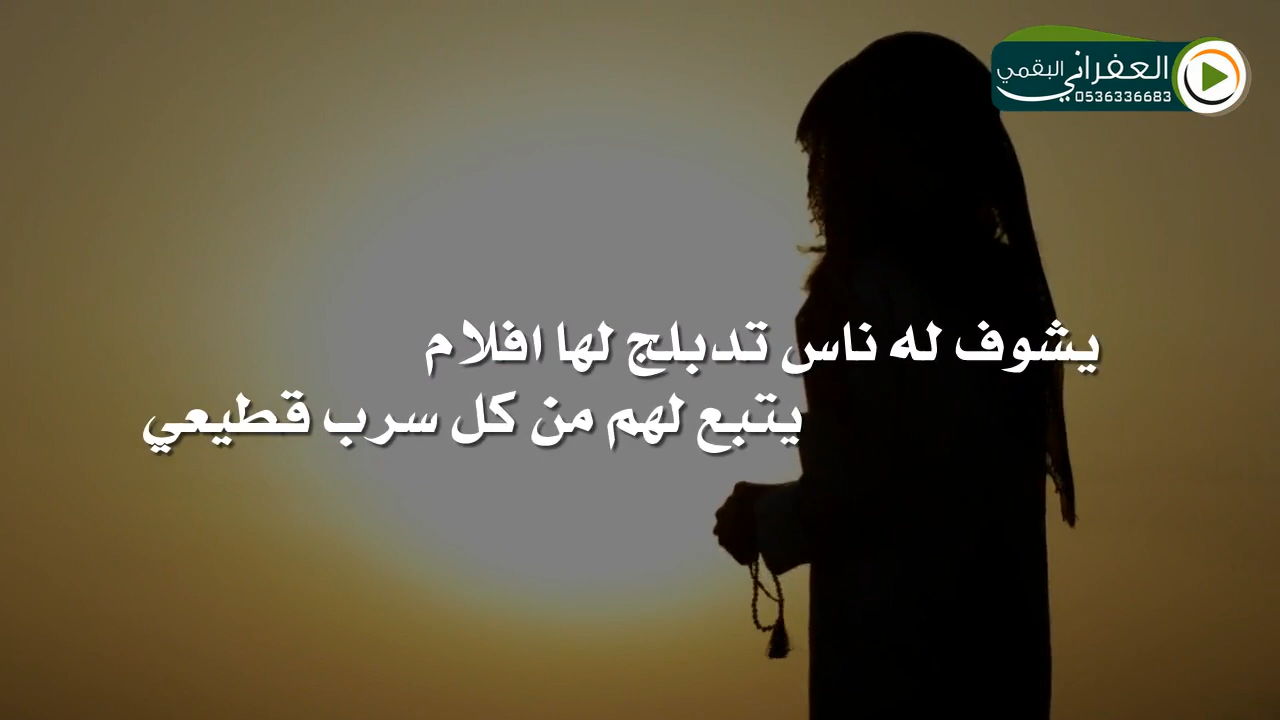 العفراني البقمي
0536336683
يشوف له ناس تدبلج لها افلام
يتبع لهم من كل سرب قطيعي